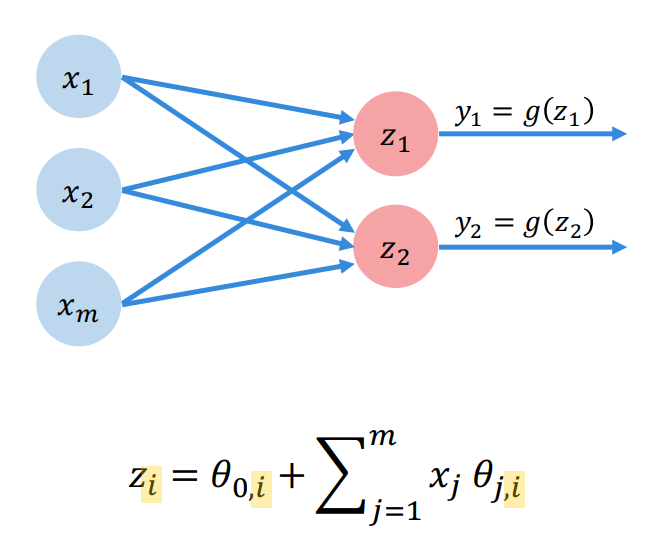 x₁
x₂
xₘ
z₁
z₂
y₁ = g(z₁)
y₂ = g(z₂)
zᵢ = θ₀,ᵢ + ∑ⱼ₌₁ᵐ xⱼ θⱼ,ᵢ